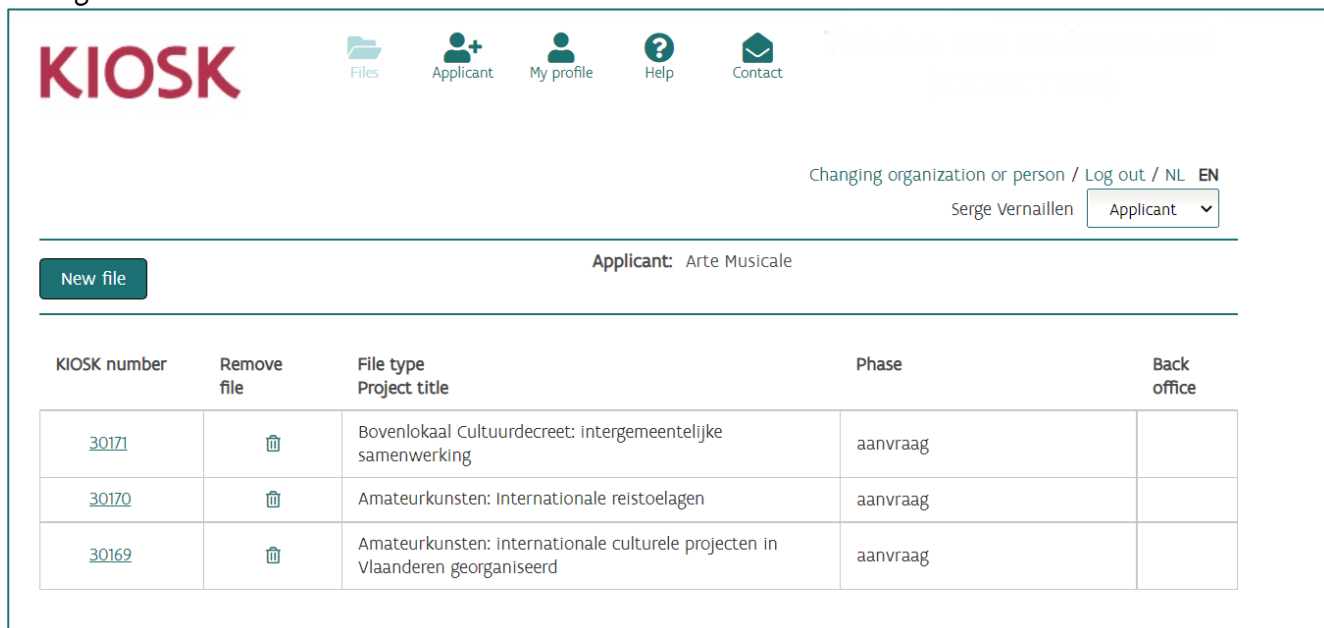 KIOSK
Files Applicant My profile Help Contact
Changing organization or person / Log out / NL EN
Serge Vernaillen Applicant
New file
Applicant: Arte Musicale
KIOSK number Remove file File type Project title Phase Back office
30171 Bovenlokaal Cultuurdecreet: intergemeentelijke samenwerking aanvraag
30170 Amateurkunsten: Internationale reistoelagen aanvraag
30169 Amateurkunsten: internationale culturele projecten in Vlaanderen georganiseerd aanvraag